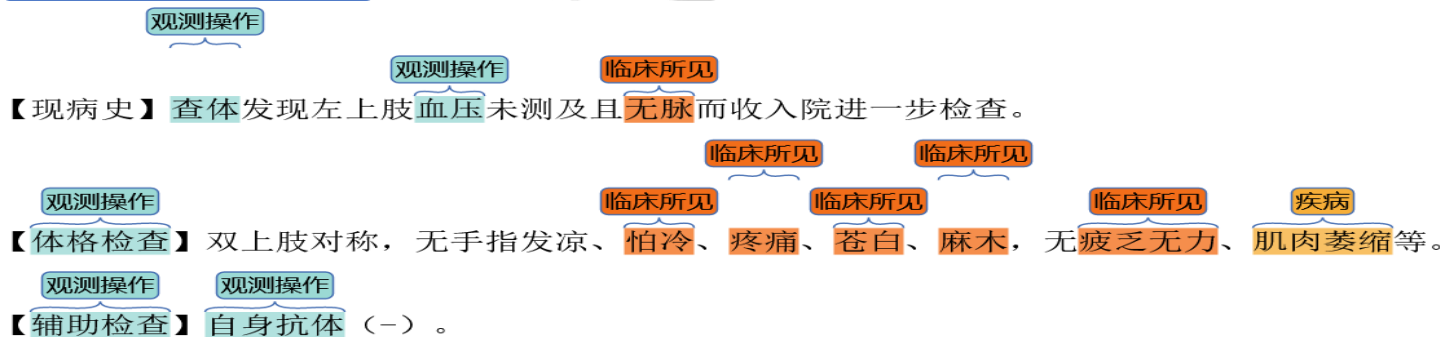 观测操作
观测操作 临床所见
【现病史】查体发现左上肢血压未测及且无脉而收入院进一步检查。
临床所见 临床所见
观测操作 临床所见 临床所见 临床所见 疾病
【体格检查】双上肢对称，无手指发凉、怕冷、疼痛、苍白、麻木，无疲乏无力、肌肉萎缩等。
观测操作 观测操作
【辅助检查】自身抗体（-）。